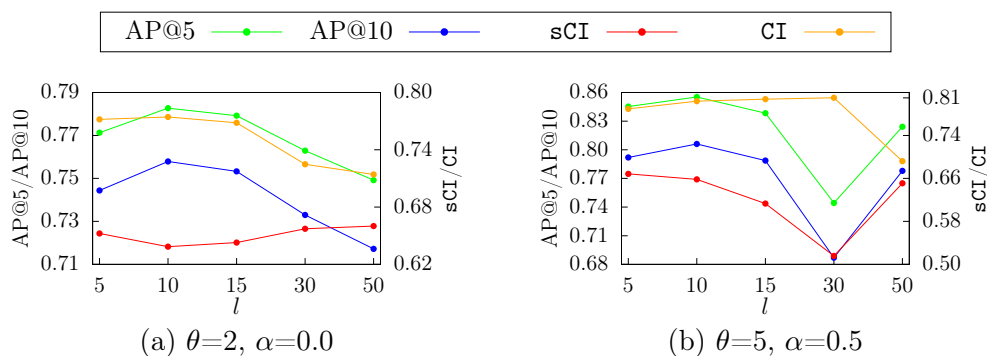 AP@5 AP@10 sCI CI
0.79 0.80 0.86 0.81
0.77 0.74 0.83 0.74
0.75 0.80
0.73 0.68 0.77 0.66
0.71 0.62 0.74 0.58
0.71
0.68 0.50
AP@5/AP@10 sCI/CI AP@5/AP@10 sCI/CI
5 10 15 30 50 5 10 15 30 50
l l
(a) θ=2, α=0.0 (b) θ=5, α=0.5